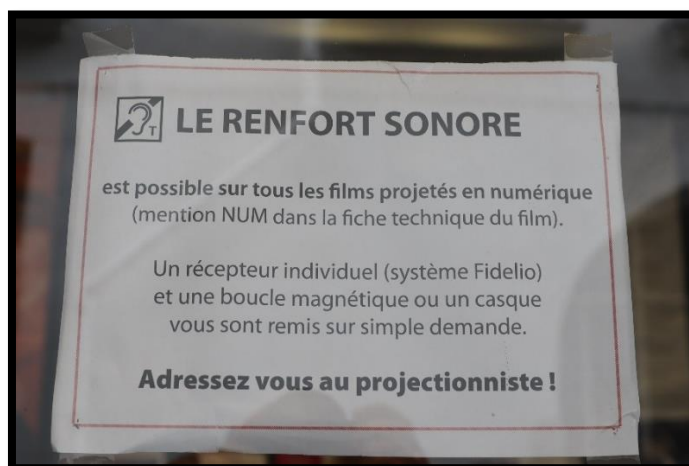 T
LE RENFORT SONORE
est possible sur tous les films projetés en numérique
(mention NUM dans la fiche technique du film).
Un récepteur individuel (système Fidelio)
et une boucle magnétique ou un casque
vous sont remis sur simple demande.
Adressez vous au projectionniste !